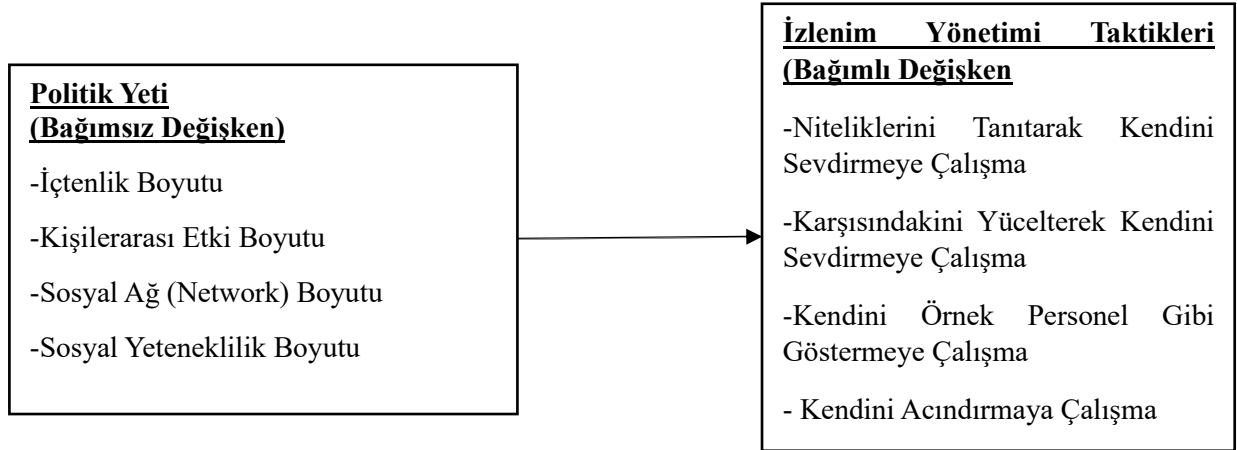 Politik Yeti
(Bağımsız Değişken)
-İçtenlik Boyutu
-Kişilerarası Etki Boyutu
-Sosyal Ağ (Network) Boyutu
-Sosyal Yeteneklilik Boyutu
İzlenim Yönetimi Taktikleri
(Bağımlı Değişken
-Niteliklerini Tanıtarak Kendini
Sevdirmeye Çalışma
-Karşısındakini Yücelterek Kendini
Sevdirmeye Çalışma
-Kendini Örnek Personel Gibi
Göstermeye Çalışma
- Kendini Acındırmaya Çalışma